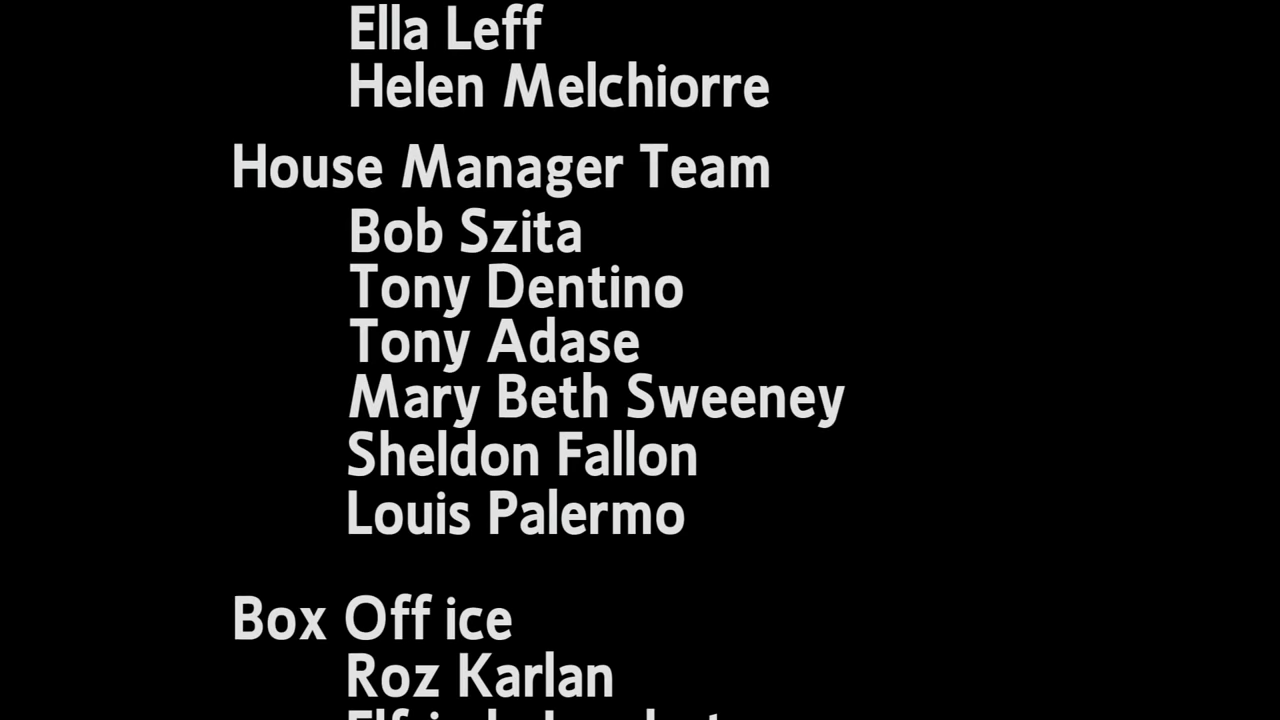 Ella Leff
Helen Melchiorre
House Manager Team
Bob Szita
Tony Dentino
Tony Adase
Mary Beth Sweeney
Sheldon Fallon
Louis Palermo
Box Off ice
Roz Karlan